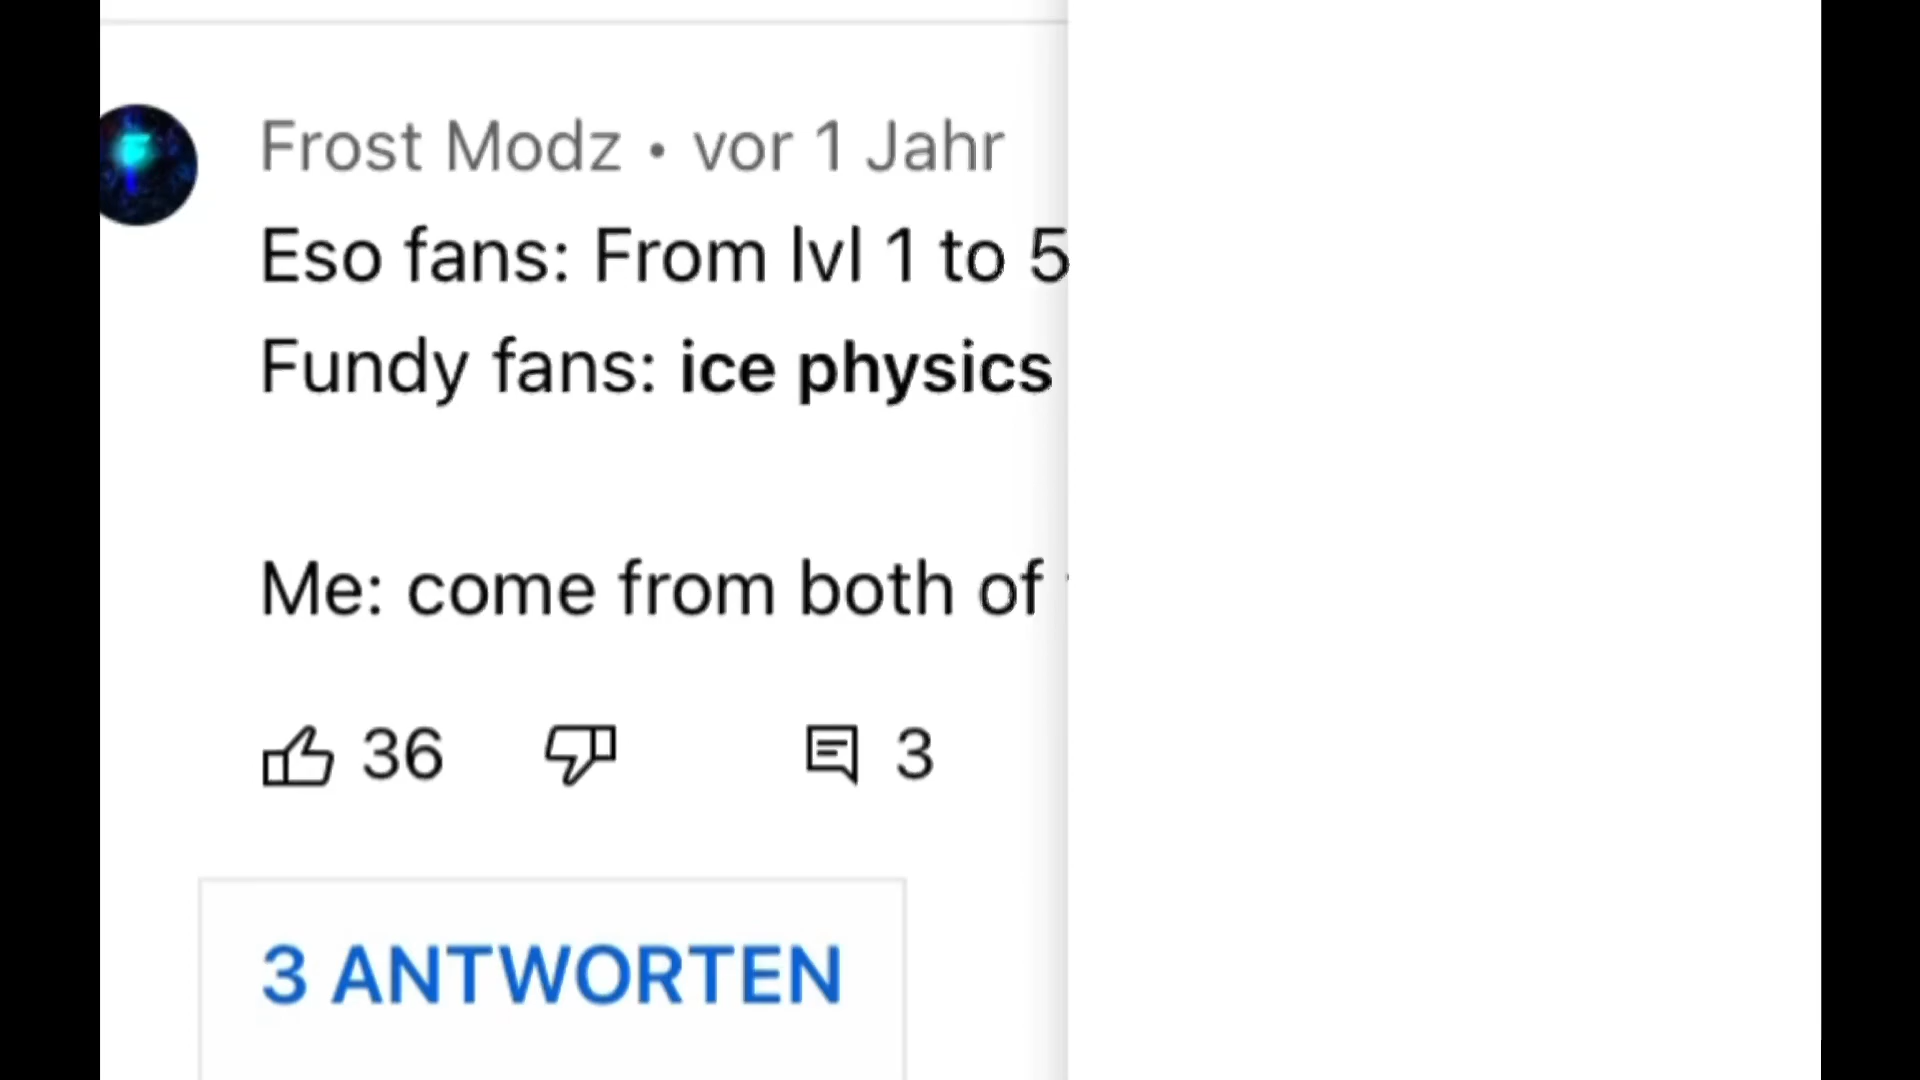 Frost Modz • vor 1 Jahr
Eso fans: From lvl 1 to 5
Fundy fans: ice physics
Me: come from both of
36 3
3 ANTWORTEN